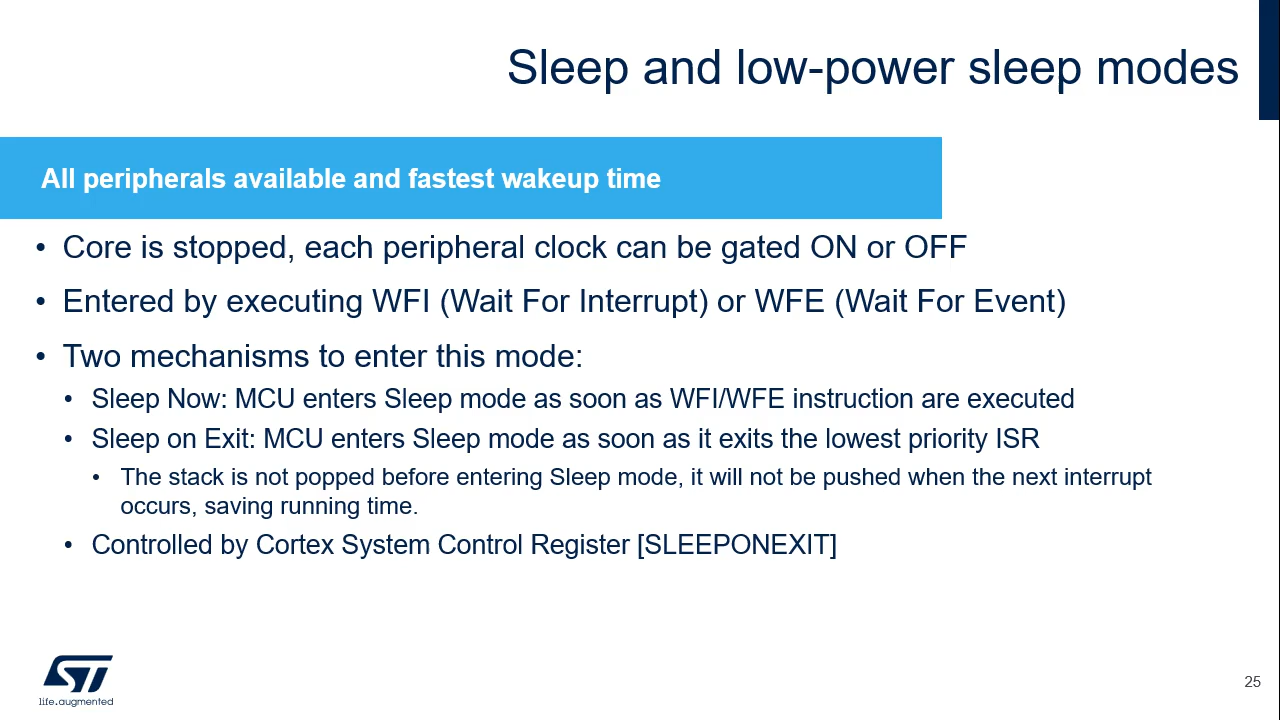 Sleep and low-power sleep modes
All peripherals available and fastest wakeup time
• Core is stopped, each peripheral clock can be gated ON or OFF
• Entered by executing WFI (Wait For Interrupt) or WFE (Wait For Event)
• Two mechanisms to enter this mode:
• Sleep Now: MCU enters Sleep mode as soon as WFI/WFE instruction are executed
• Sleep on Exit: MCU enters Sleep mode as soon as it exits the lowest priority ISR
• The stack is not popped before entering Sleep mode, it will not be pushed when the next interrupt
occurs, saving running time.
• Controlled by Cortex System Control Register [SLEEPONEXIT]
ST
life.augmented
25